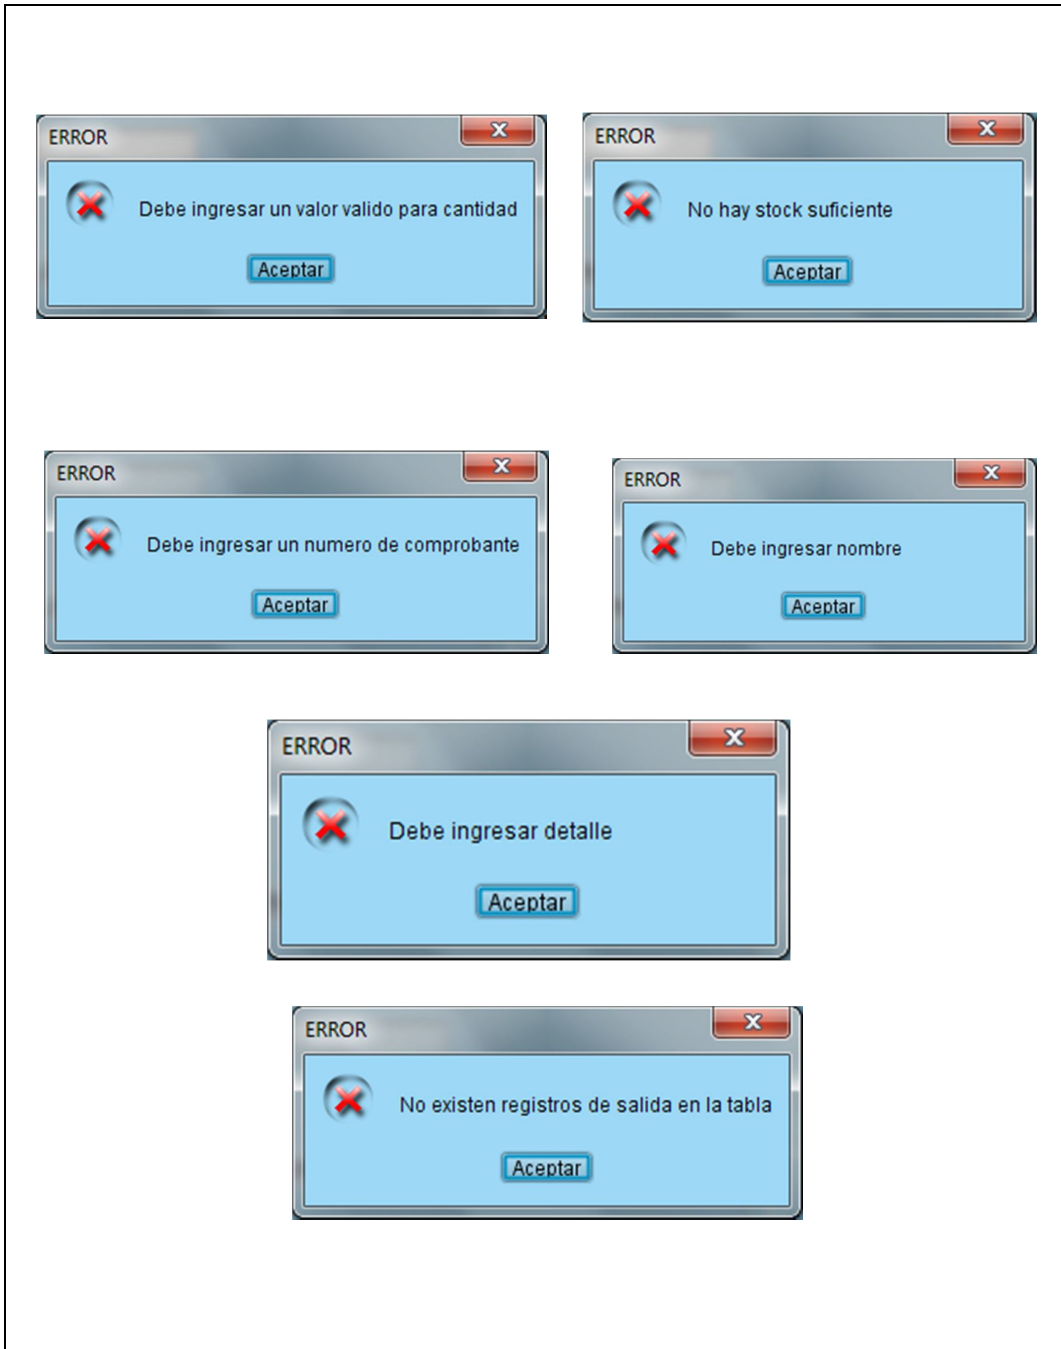 ERROR
Debe ingresar un valor valido para cantidad
Aceptar
ERROR
No hay stock suficiente
Aceptar
ERROR
Debe ingresar un numero de comprobante
Aceptar
ERROR
Debe ingresar nombre
Aceptar
ERROR
Debe ingresar detalle
Aceptar
ERROR
No existen registros de salida en la tabla
Aceptar